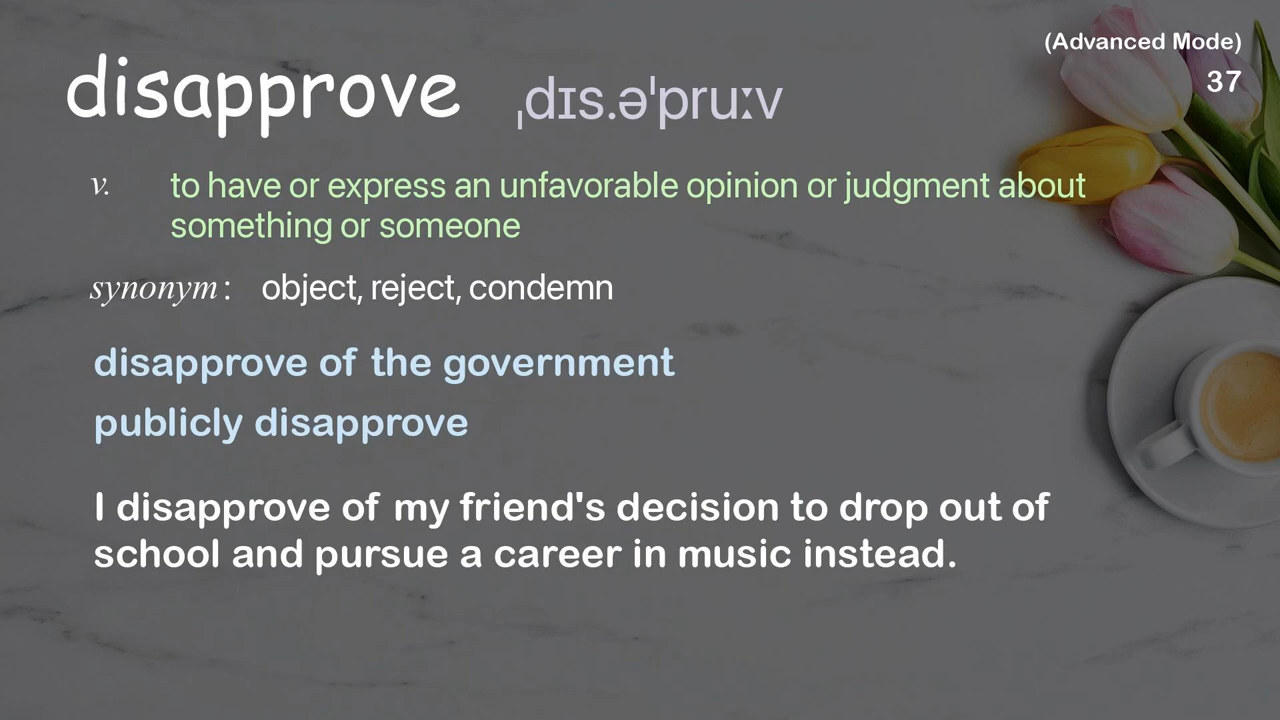 (Advanced Mode)
37
disapprove ˌdɪs.əˈpruːv
v. to have or express an unfavorable opinion or judgment about
something or someone
synonym : object, reject, condemn
disapprove of the government
publicly disapprove
I disapprove of my friend's decision to drop out of
school and pursue a career in music instead.